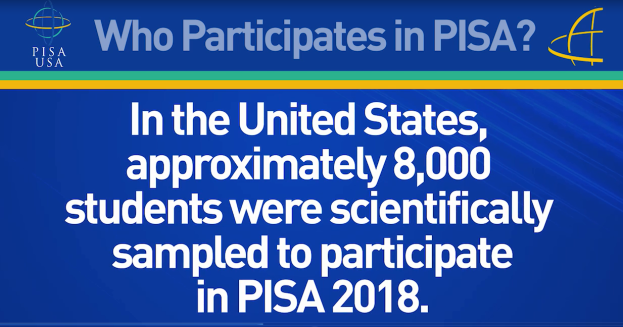 PISA
USA
Who Participates in PISA?
In the United States,
approximately 8,000
students were scientifically
sampled to participate
in PISA 2018.